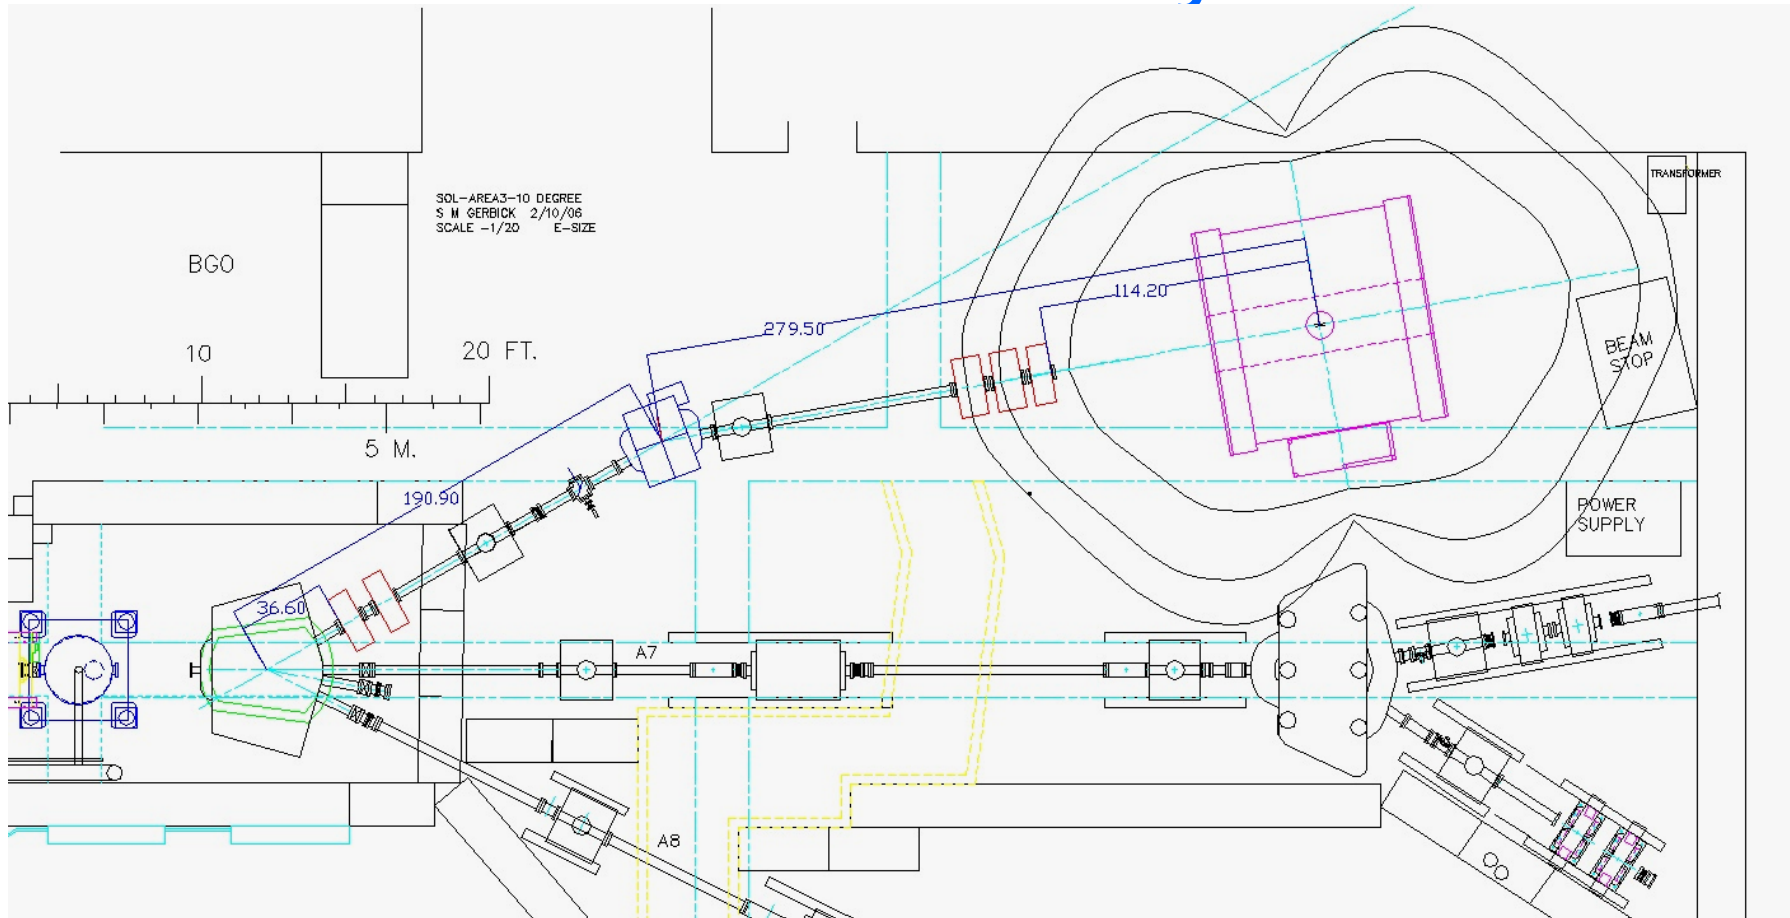 TRANSFORMER
SOL-AREA3-10 DEGREE
S M GERBICK 2/10/06
SCALE -1/20 E-SIZE
BGO
114.20
279.50
BEAM
STOP
10
20 FT.
5 M.
190.90
POWER
SUPPLY
36.60
A7
A8